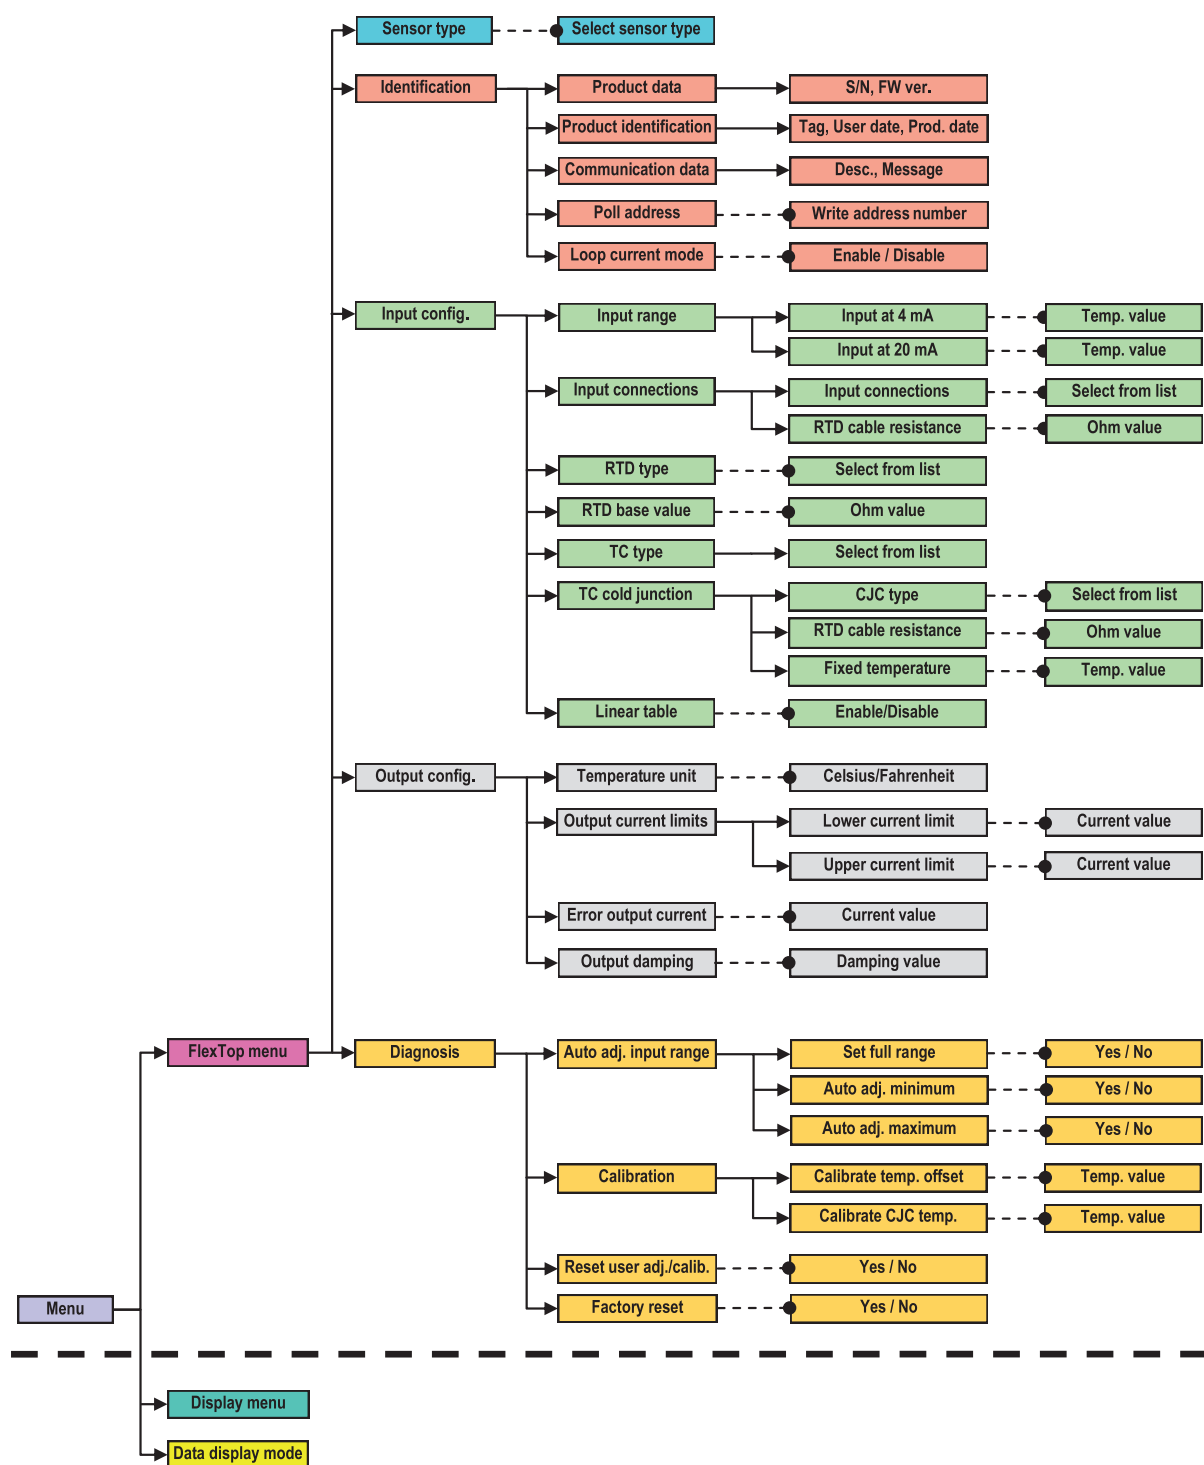 Sensor type
Select sensor type
Identification
Product data
S/N, FW ver.
Product identification
Tag, User date, Prod. date
Communication data
Desc., Message
Poll address
Write address number
Loop current mode
Enable / Disable
Input config.
Input range
Input at 4 mA
Temp. value
Input at 20 mA
Temp. value
Input connections
Input connections
Select from list
RTD cable resistance
Ohm value
RTD type
Select from list
RTD base value
Ohm value
TC type
Select from list
TC cold junction
CJC type
Select from list
RTD cable resistance
Ohm value
Fixed temperature
Temp. value
Linear table
Enable/Disable
Output config.
Temperature unit
Celsius/Fahrenheit
Output current limits
Lower current limit
Current value
Upper current limit
Current value
Error output current
Current value
Output damping
Damping value
FlexTop menu
Diagnosis
Auto adj. input range
Set full range
Yes / No
Auto adj. minimum
Yes / No
Auto adj. maximum
Yes / No
Calibration
Calibrate temp. offset
Temp. value
Calibrate CJC temp.
Temp. value
Reset user adj./calib.
Yes / No
Menu
Factory reset
Yes / No
Display menu
Data display mode